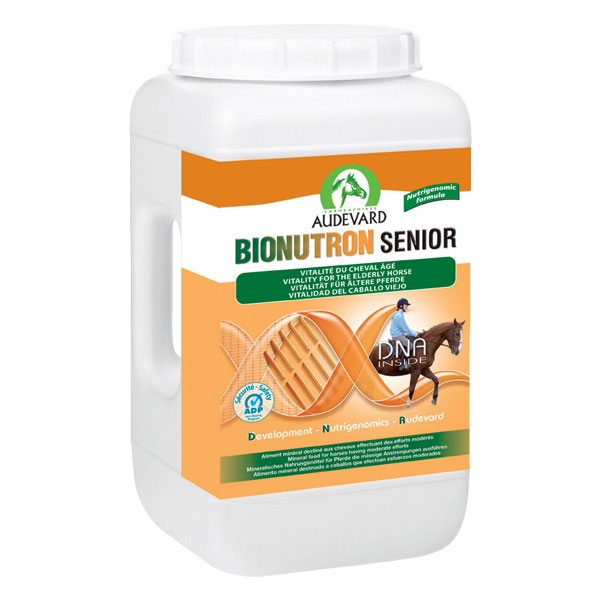 LABORATOIRES
AUDEVARD
Nutrigenomic
formula
BIONUTRON SENIOR
VITALITÉ DU CHEVAL ÂGÉ
VITALITY FOR THE ELDERLY HORSE
VITALITÄT FÜR ÄLTERE PFERDE
VITALIDAD DEL CABALLO VIEJO
DNA
INSIDE
Sécurité - Safety
ADP
Development - Nutrigenomics - Audevard
Aliment minéral destiné aux chevaux effectuant des efforts modérés
Mineral food for horses having moderate efforts
Mineralisches Nahrungsmittel für Pferde die mässige Anstrengungen ausführen
Alimento mineral destinado a caballos que efectúan esfuerzos moderados